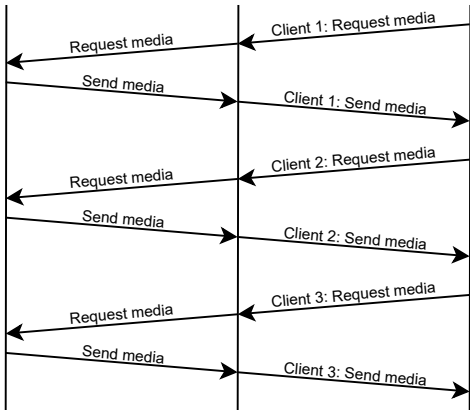 Client 1: Request media
Request media
Send media
Client 1: Send media
Client 2: Request media
Request media
Send media
Client 2: Send media
Client 3: Request media
Request media
Send media
Client 3: Send media